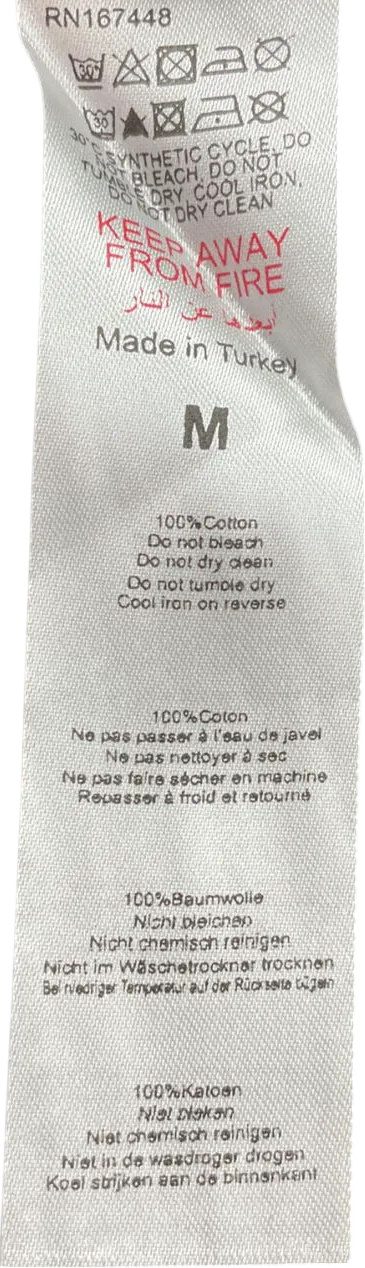 RN167448
30° C SYNTHETIC CYCLE, DO
NOT BLEACH, DO NOT
TUMBLE DRY, COOL IRON,
DO NOT DRY CLEAN
KEEP AWAY
FROM FIRE
أبعدها عن النار
Made in Turkey
M
100%Cotton
Do not bleach
Do not dry clean
Do not tumble dry
Cool iron on reverse
100%Coton
Ne pas passer à l'eau de javel
Ne pas nettoyer à sec
Ne pas faire sécher en machine
Repasser à froid et retourné
100%Baumwolle
Nicht bleichen
Nicht chemisch reinigen
Nicht im Wäschetrockner trocknen
Bei niedriger Temperatur auf der Rückseite bügeln
100%Katoen
Niet bleken
Niet chemisch reinigen
Niet in de wasdroger drogen
Koel strijken aan de binnenkant